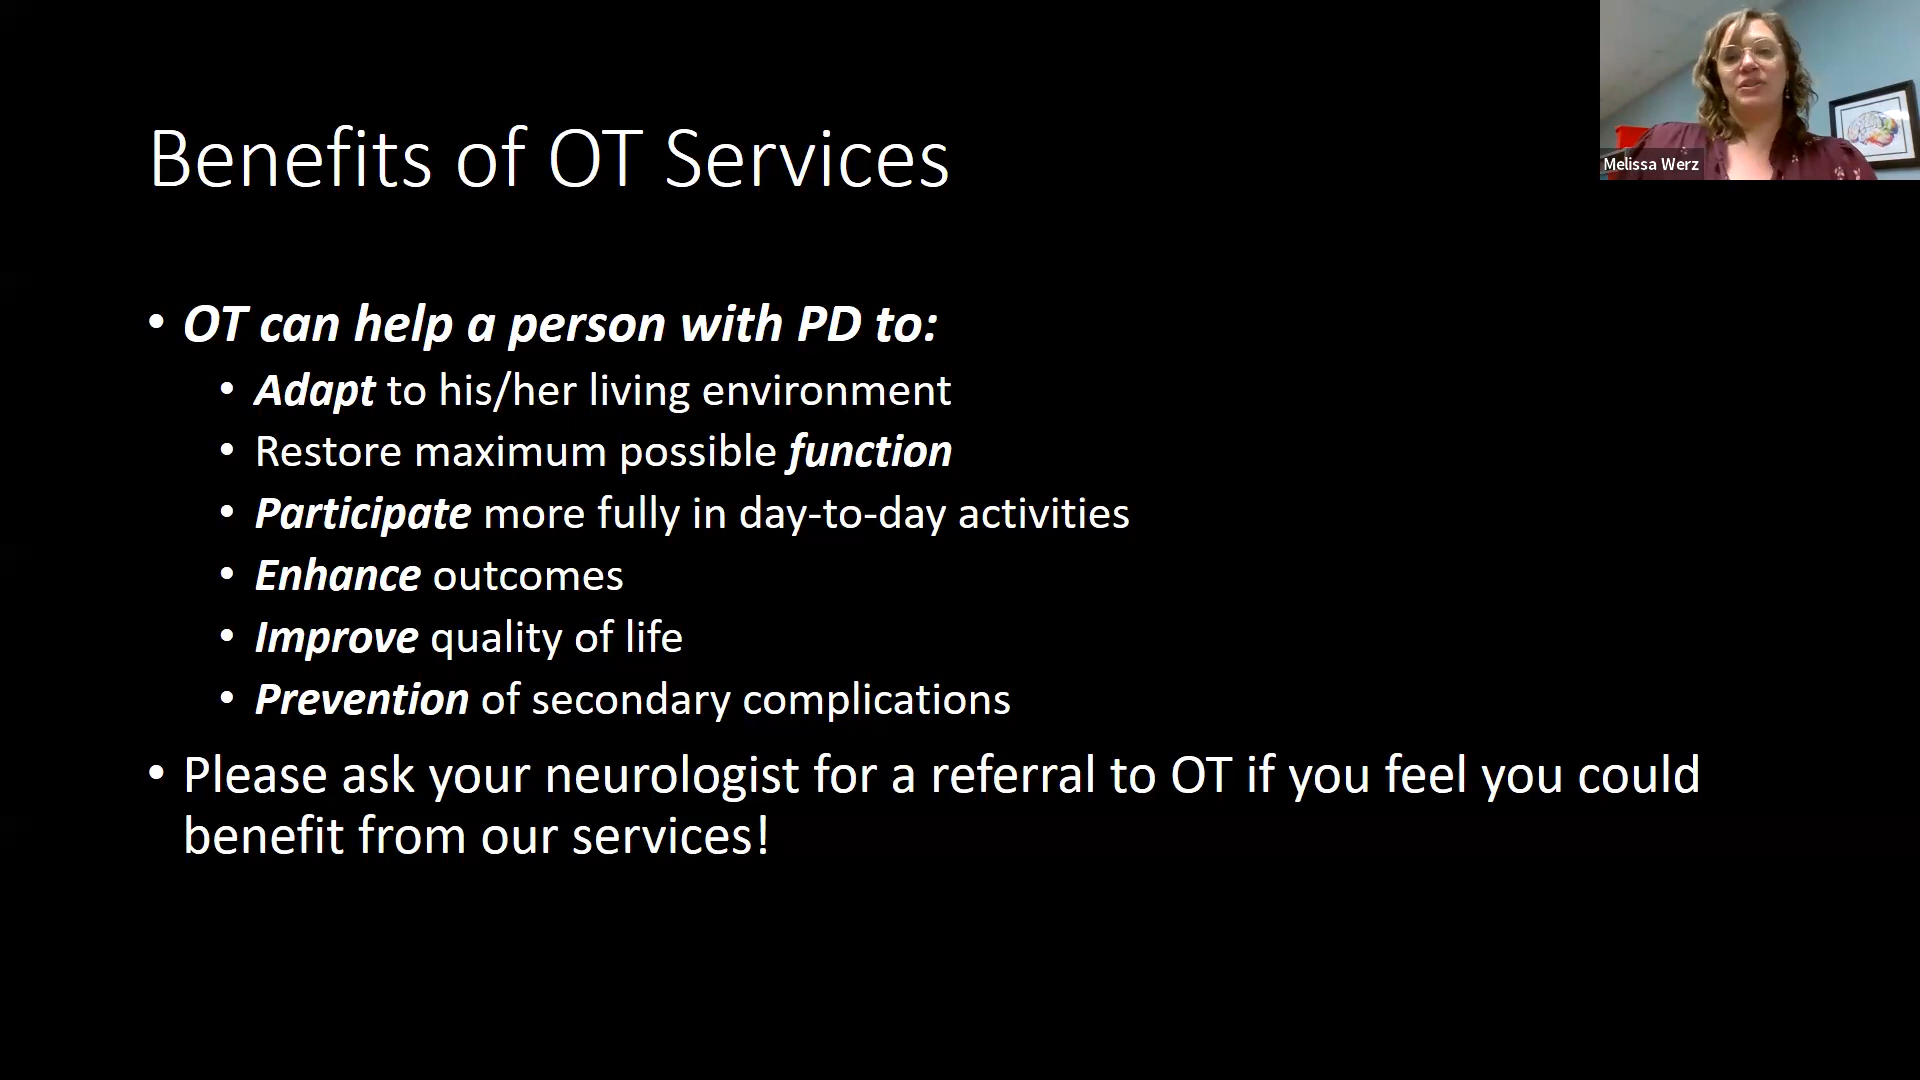 Melissa Werz
Benefits of OT Services
• OT can help a person with PD to:
• Adapt to his/her living environment
• Restore maximum possible function
• Participate more fully in day-to-day activities
• Enhance outcomes
• Improve quality of life
• Prevention of secondary complications
• Please ask your neurologist for a referral to OT if you feel you could
benefit from our services!